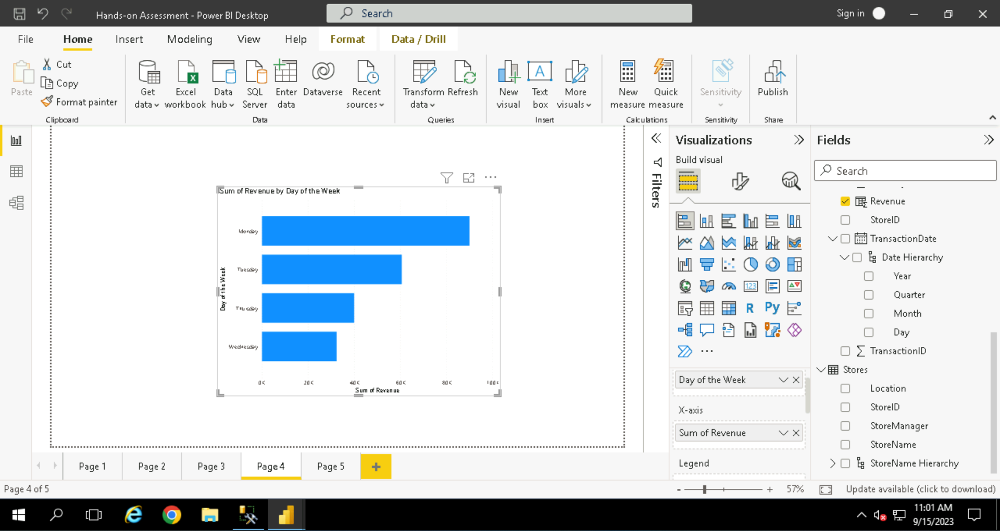 Hands-on Assessment - Power BI Desktop
Search
Sign in
File
Home
Insert
Modeling
View
Help
Format
Data / Drill
Paste
Cut
Copy
Format painter
Clipboard
Get data
Excel workbook
Data hub
SQL Server
Enter data
Dataverse
Recent sources
Data
Transform data
Refresh
Queries
New visual
Text box
More visuals
Insert
New measure
Quick measure
Calculations
Sensitivity
Sensitivity
Publish
Share
Sum of Revenue by Day of the Week
Day of the Week
Monday
Tuesday
Thursday
Wednesday
0K
20K
40K
60K
80K
100K
Sum of Revenue
Filters
Visualizations
Build visual
123
R
Py
Day of the Week
X-axis
Sum of Revenue
Legend
Fields
Search
Revenue
StoreID
TransactionDate
Date Hierarchy
Year
Quarter
Month
Day
TransactionID
Stores
Location
StoreID
StoreManager
StoreName
StoreName Hierarchy
Page 1
Page 2
Page 3
Page 4
Page 5
Page 4 of 5
- + 57%
Update available (click to download)
11:01 AM
9/15/2023